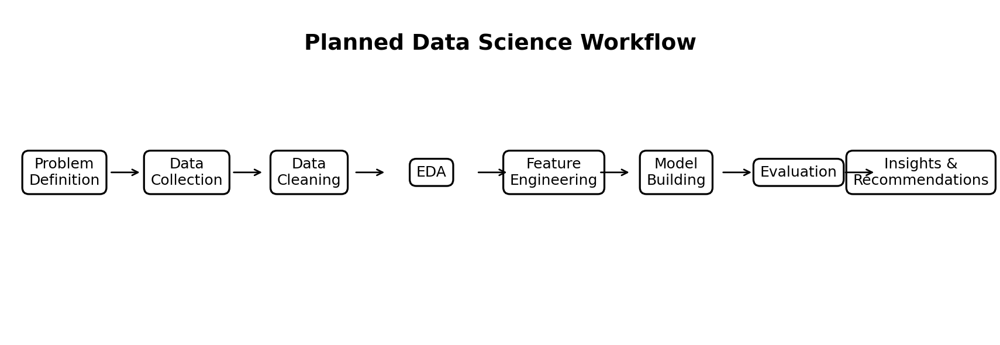 Planned Data Science Workflow
Problem
Definition
Data
Collection
Data
Cleaning
EDA
Feature
Engineering
Model
Building
Evaluation
Insights &
Recommendations